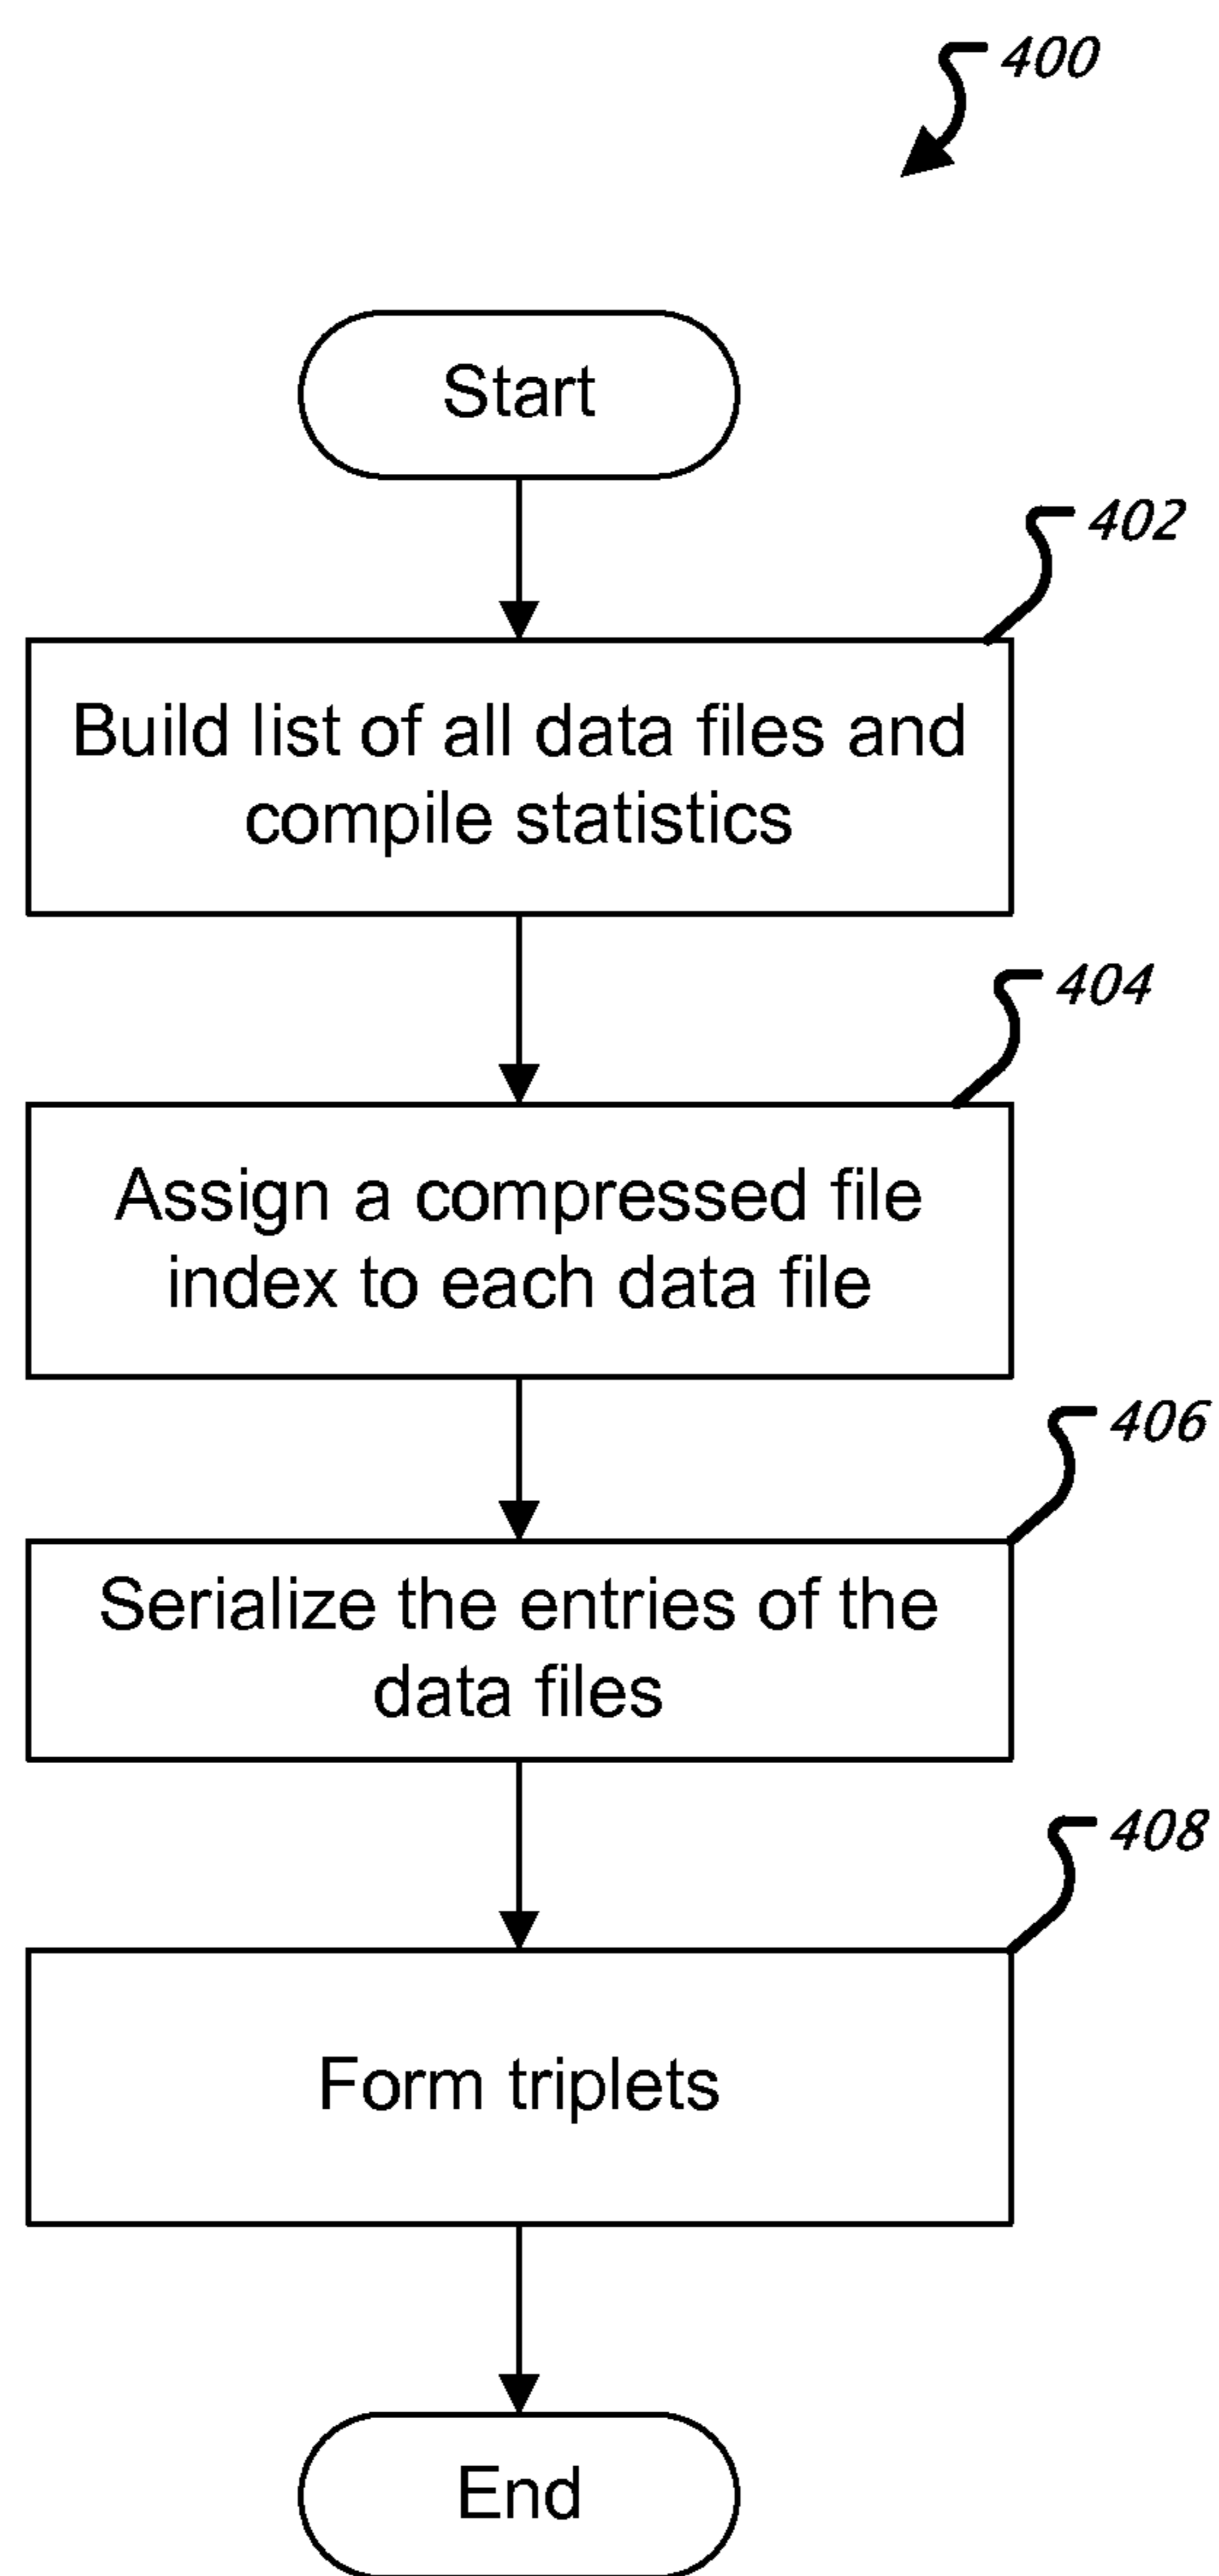 400
Start
402
Build list of all data files and
compile statistics
404
Assign a compressed file
index to each data file
406
Serialize the entries of the
data files
408
Form triplets
End